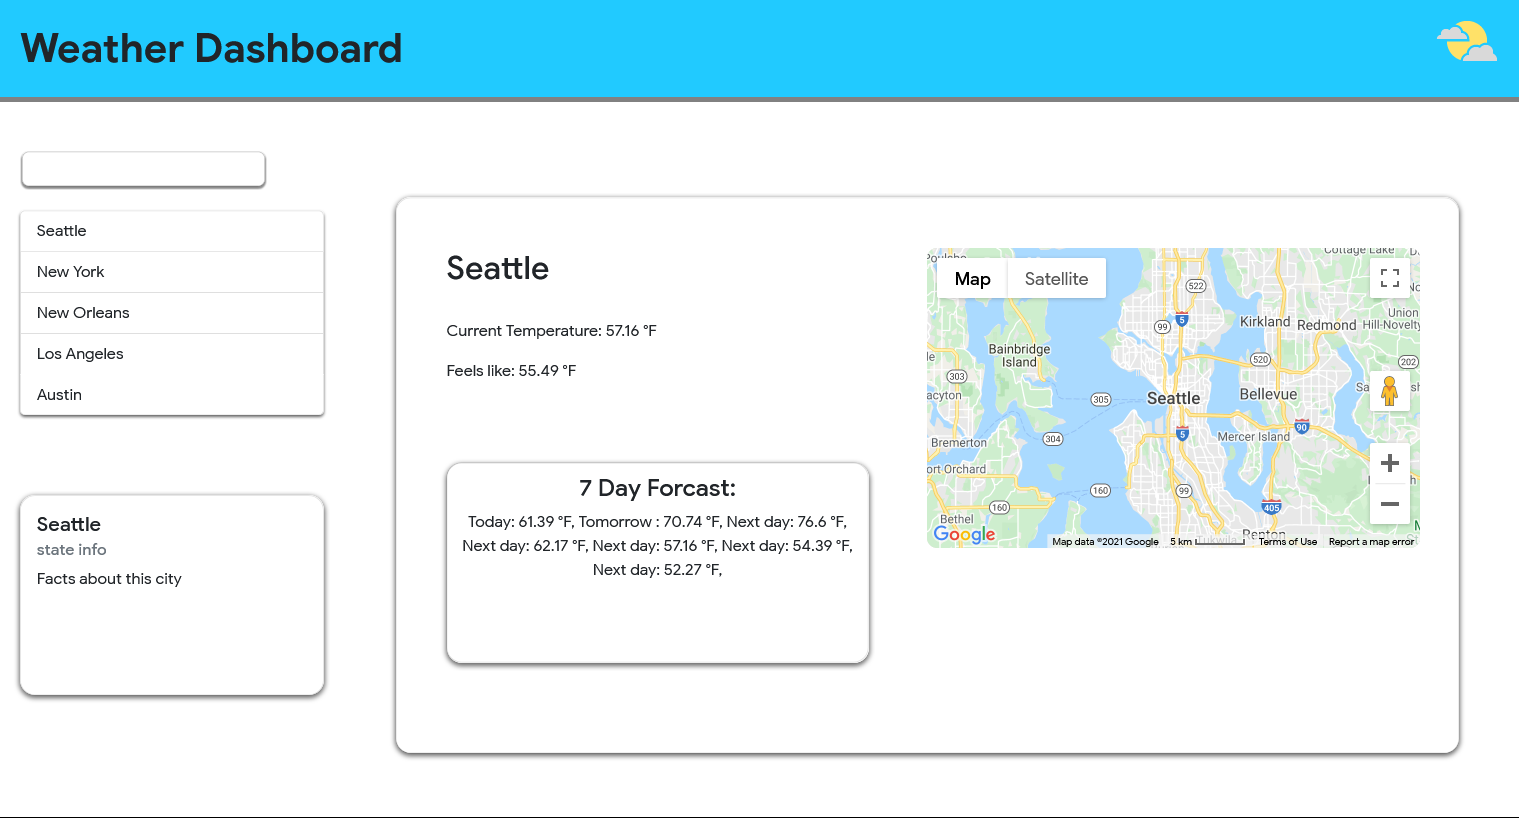 Weather Dashboard
Seattle
New York
New Orleans
Los Angeles
Austin
Seattle
state info
Facts about this city
Seattle
Current Temperature: 57.16 °F
Feels like: 55.49 °F
7 Day Forcast:
Today: 61.39 °F, Tomorrow : 70.74 °F, Next day: 76.6 °F,
Next day: 62.17 °F, Next day: 57.16 °F, Next day: 54.39 °F,
Next day: 52.27 °F,
Cottage Lake
Map
Satellite
522
5
99
Kirkland
Redmond
Union
Hill-Novelty
Bainbridge
Island
520
202
303
305
Seattle
Bellevue
acyton
304
5
90
Bremerton
Mercer Island
ort Orchard
160
99
160
405
Bethel
Renton
Tukwila
Google
Map data ©2021 Google
5 km
Terms of Use
Report a map error